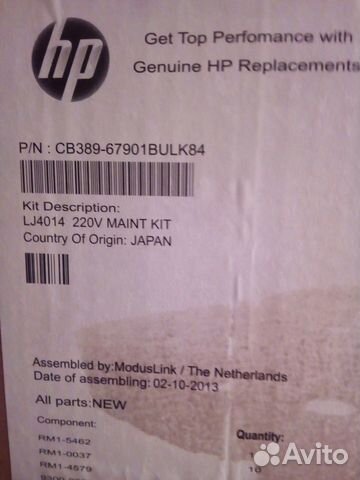 hp
Get Top Perfomance with
Genuine HP Replacements
P/N : CB389-67901BULK84
Kit Description:
LJ4014 220V MAINT KIT
Country Of Origin: JAPAN
Assembled by:ModusLink / The Netherlands
Date of assembling: 02-10-2013
All parts:NEW
Component: Quantity:
RM1-5462 1
RM1-0037
RM1-4579 10
Avito